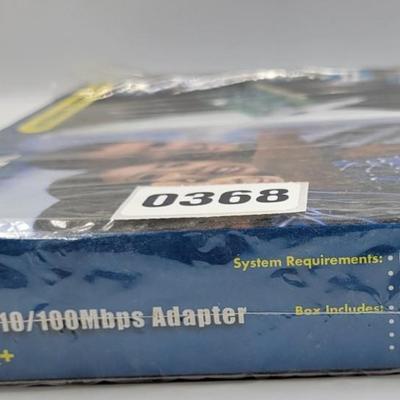 0368
System Requirements:
10/100Mbps Adapter
Box Includes:
+